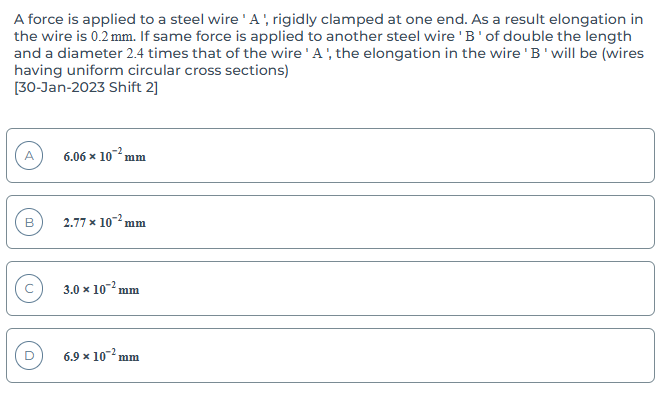 A force is applied to a steel wire ' A ', rigidly clamped at one end. As a result elongation in
the wire is 0.2 mm. If same force is applied to another steel wire ' B ' of double the length
and a diameter 2.4 times that of the wire ' A ', the elongation in the wire ' B ' will be (wires
having uniform circular cross sections)
[30-Jan-2023 Shift 2]
A 6.06 × 10⁻² mm
B 2.77 × 10⁻² mm
C 3.0 × 10⁻² mm
D 6.9 × 10⁻² mm